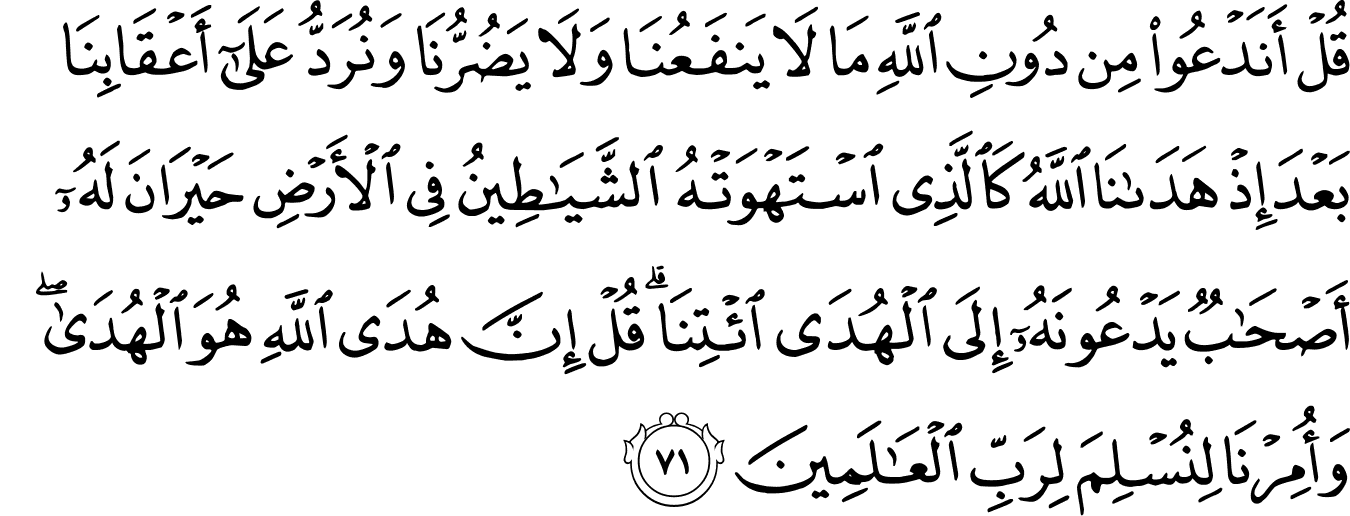 قُلۡ أَنَدۡعُواْ مِن دُونِ ٱللَّهِ مَا لَا يَنفَعُنَا وَلَا يَضُرُّنَا وَنُرَدُّ عَلَىٰٓ أَعۡقَابِنَا
بَعۡدَ إِذۡ هَدَىٰنَا ٱللَّهُ كَٱلَّذِى ٱسۡتَهۡوَتۡهُ ٱلشَّيَـٰطِينُ فِى ٱلۡأَرۡضِ حَيۡرَانَ لَهُۥٓ
أَصۡحَـٰبٌ يَدۡعُونَهُۥٓ إِلَى ٱلۡهُدَى ٱئۡتِنَاۗ قُلۡ إِنَّ هُدَى ٱللَّهِ هُوَ ٱلۡهُدَىٰۖ
وَأُمِرۡنَا لِنُسۡلِمَ لِرَبِّ ٱلۡعَـٰلَمِينَ ٧١